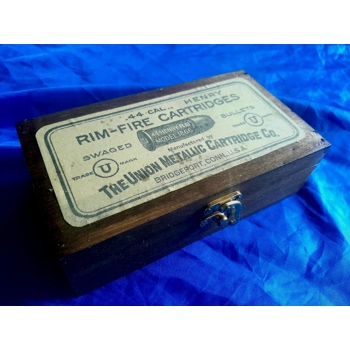 .44 CAL., HENRY
RIM-FIRE CARTRIDGES
MODEL 1866
SWAGED BULLETS
Manufactured by
TRADE U MARK U
THE UNION METALLIC CARTRIDGE CO.
BRIDGEPORT, CONN., U.S.A.